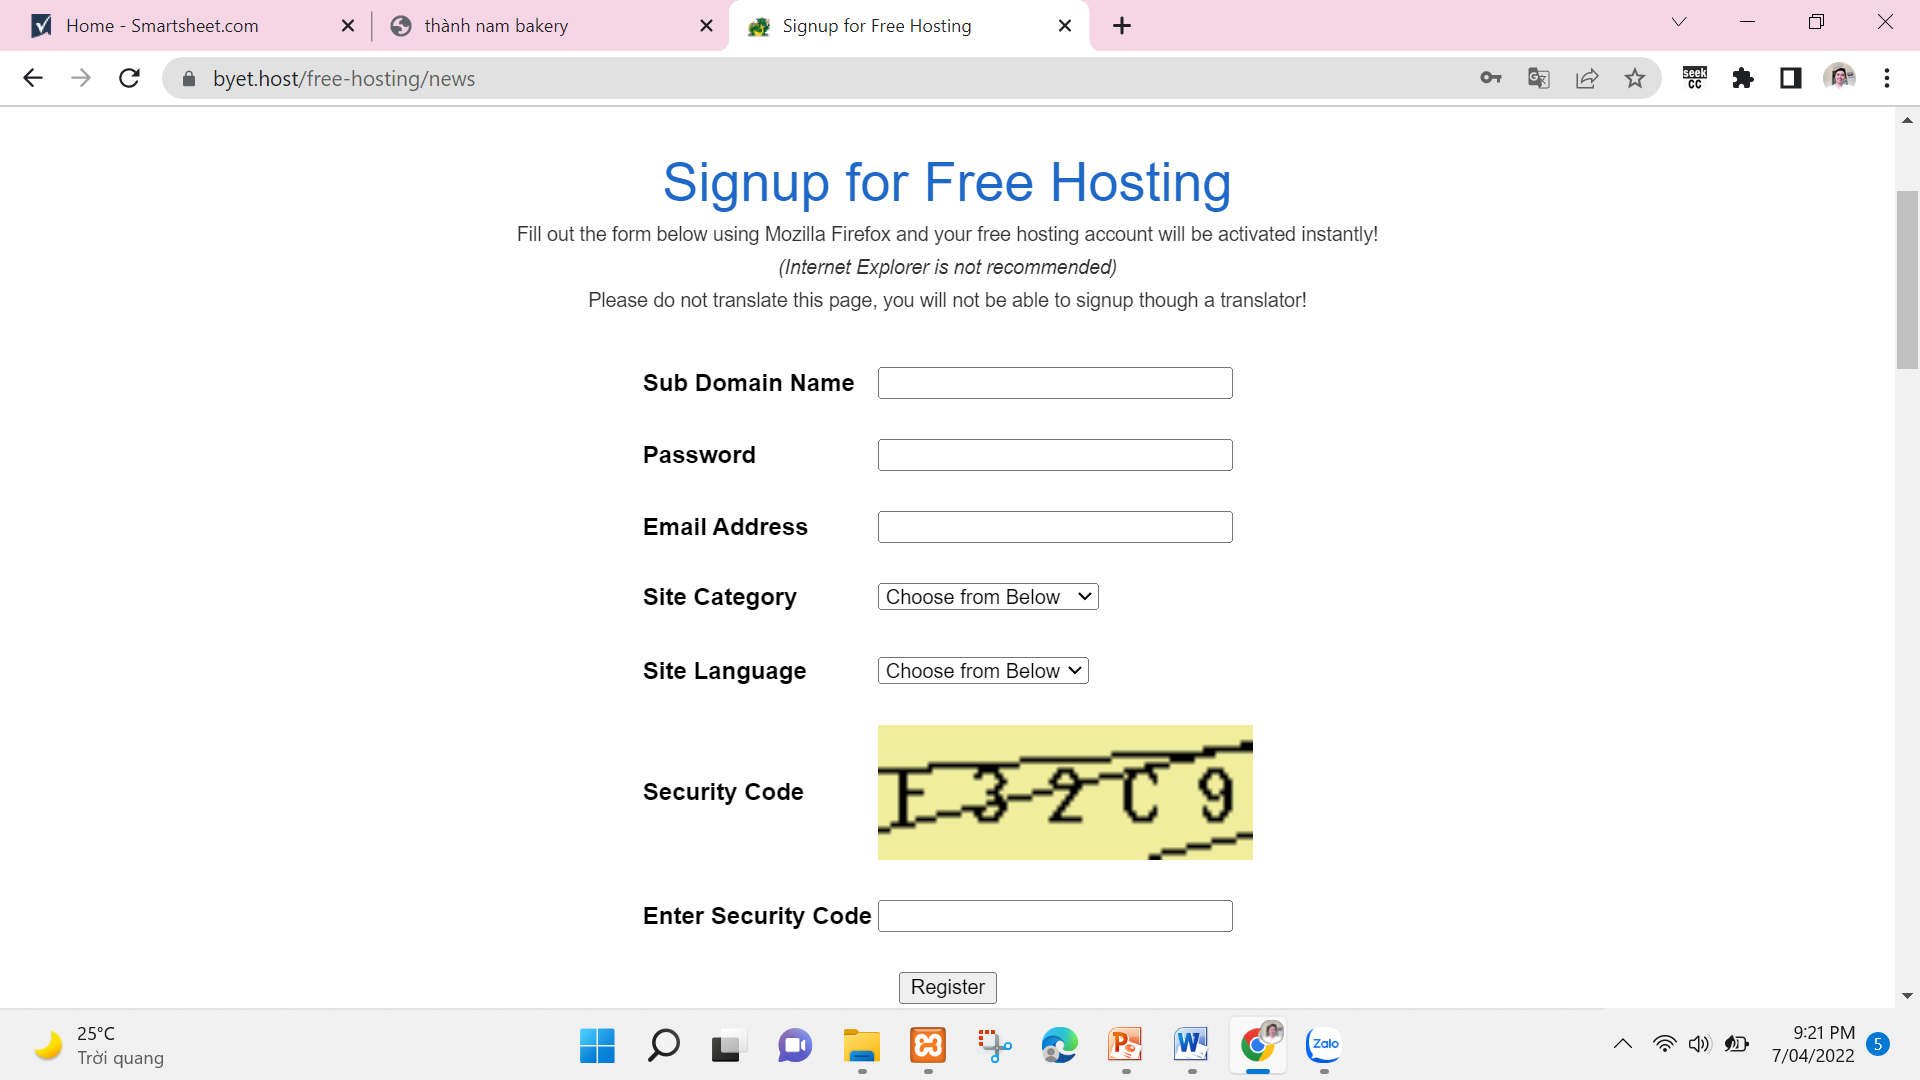 Home - Smartsheet.com
thành nam bakery
Signup for Free Hosting
byet.host/free-hosting/news
seek
CC
Signup for Free Hosting
Fill out the form below using Mozilla Firefox and your free hosting account will be activated instantly!
(Internet Explorer is not recommended)
Please do not translate this page, you will not be able to signup though a translator!
Sub Domain Name
Password
Email Address
Site Category Choose from Below
Site Language Choose from Below
Security Code
Enter Security Code
Register
25°C
Trời quang
Zalo
9:21 PM
7/04/2022
5